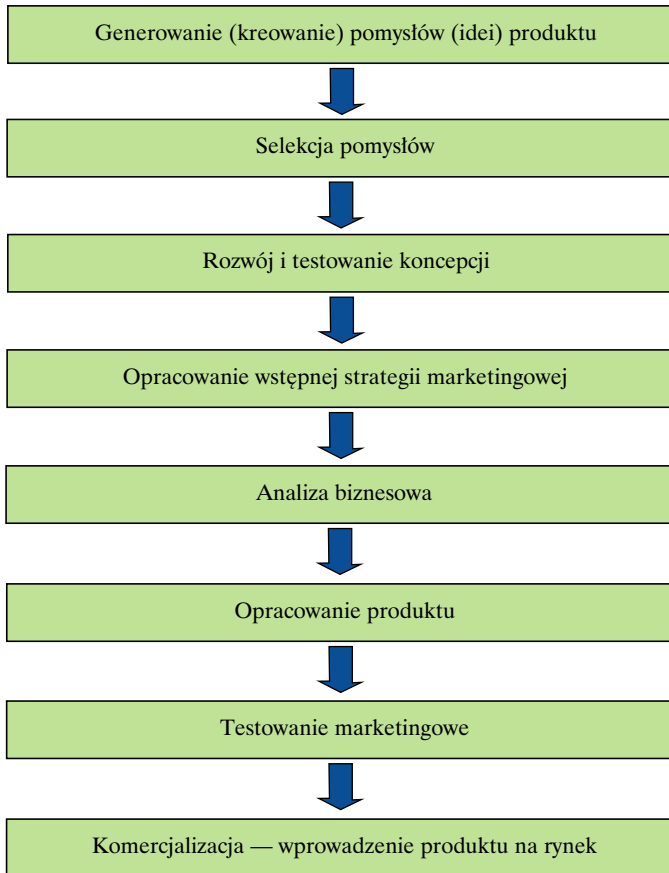 Generowanie (kreowanie) pomysłów (idei) produktu
Selekcja pomysłów
Rozwój i testowanie koncepcji
Opracowanie wstępnej strategii marketingowej
Analiza biznesowa
Opracowanie produktu
Testowanie marketingowe
Komercjalizacja — wprowadzenie produktu na rynek